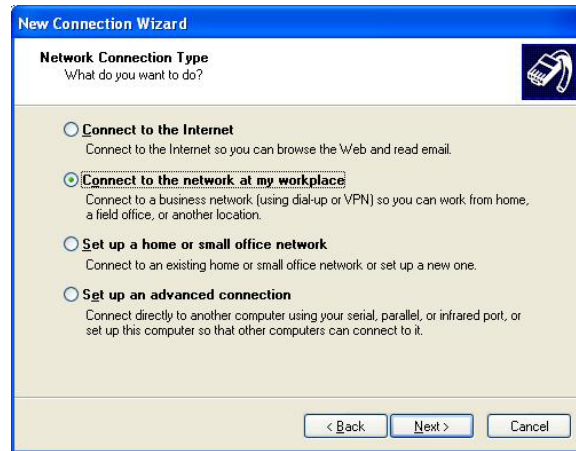 New Connection Wizard
Network Connection Type
What do you want to do?
Connect to the Internet
Connect to the Internet so you can browse the Web and read email.
Connect to the network at my workplace
Connect to a business network (using dial-up or VPN) so you can work from home,
a field office, or another location.
Set up a home or small office network
Connect to an existing home or small office network or set up a new one.
Set up an advanced connection
Connect directly to another computer using your serial, parallel, or infrared port, or
set up this computer so that other computers can connect to it.
< Back Next > Cancel